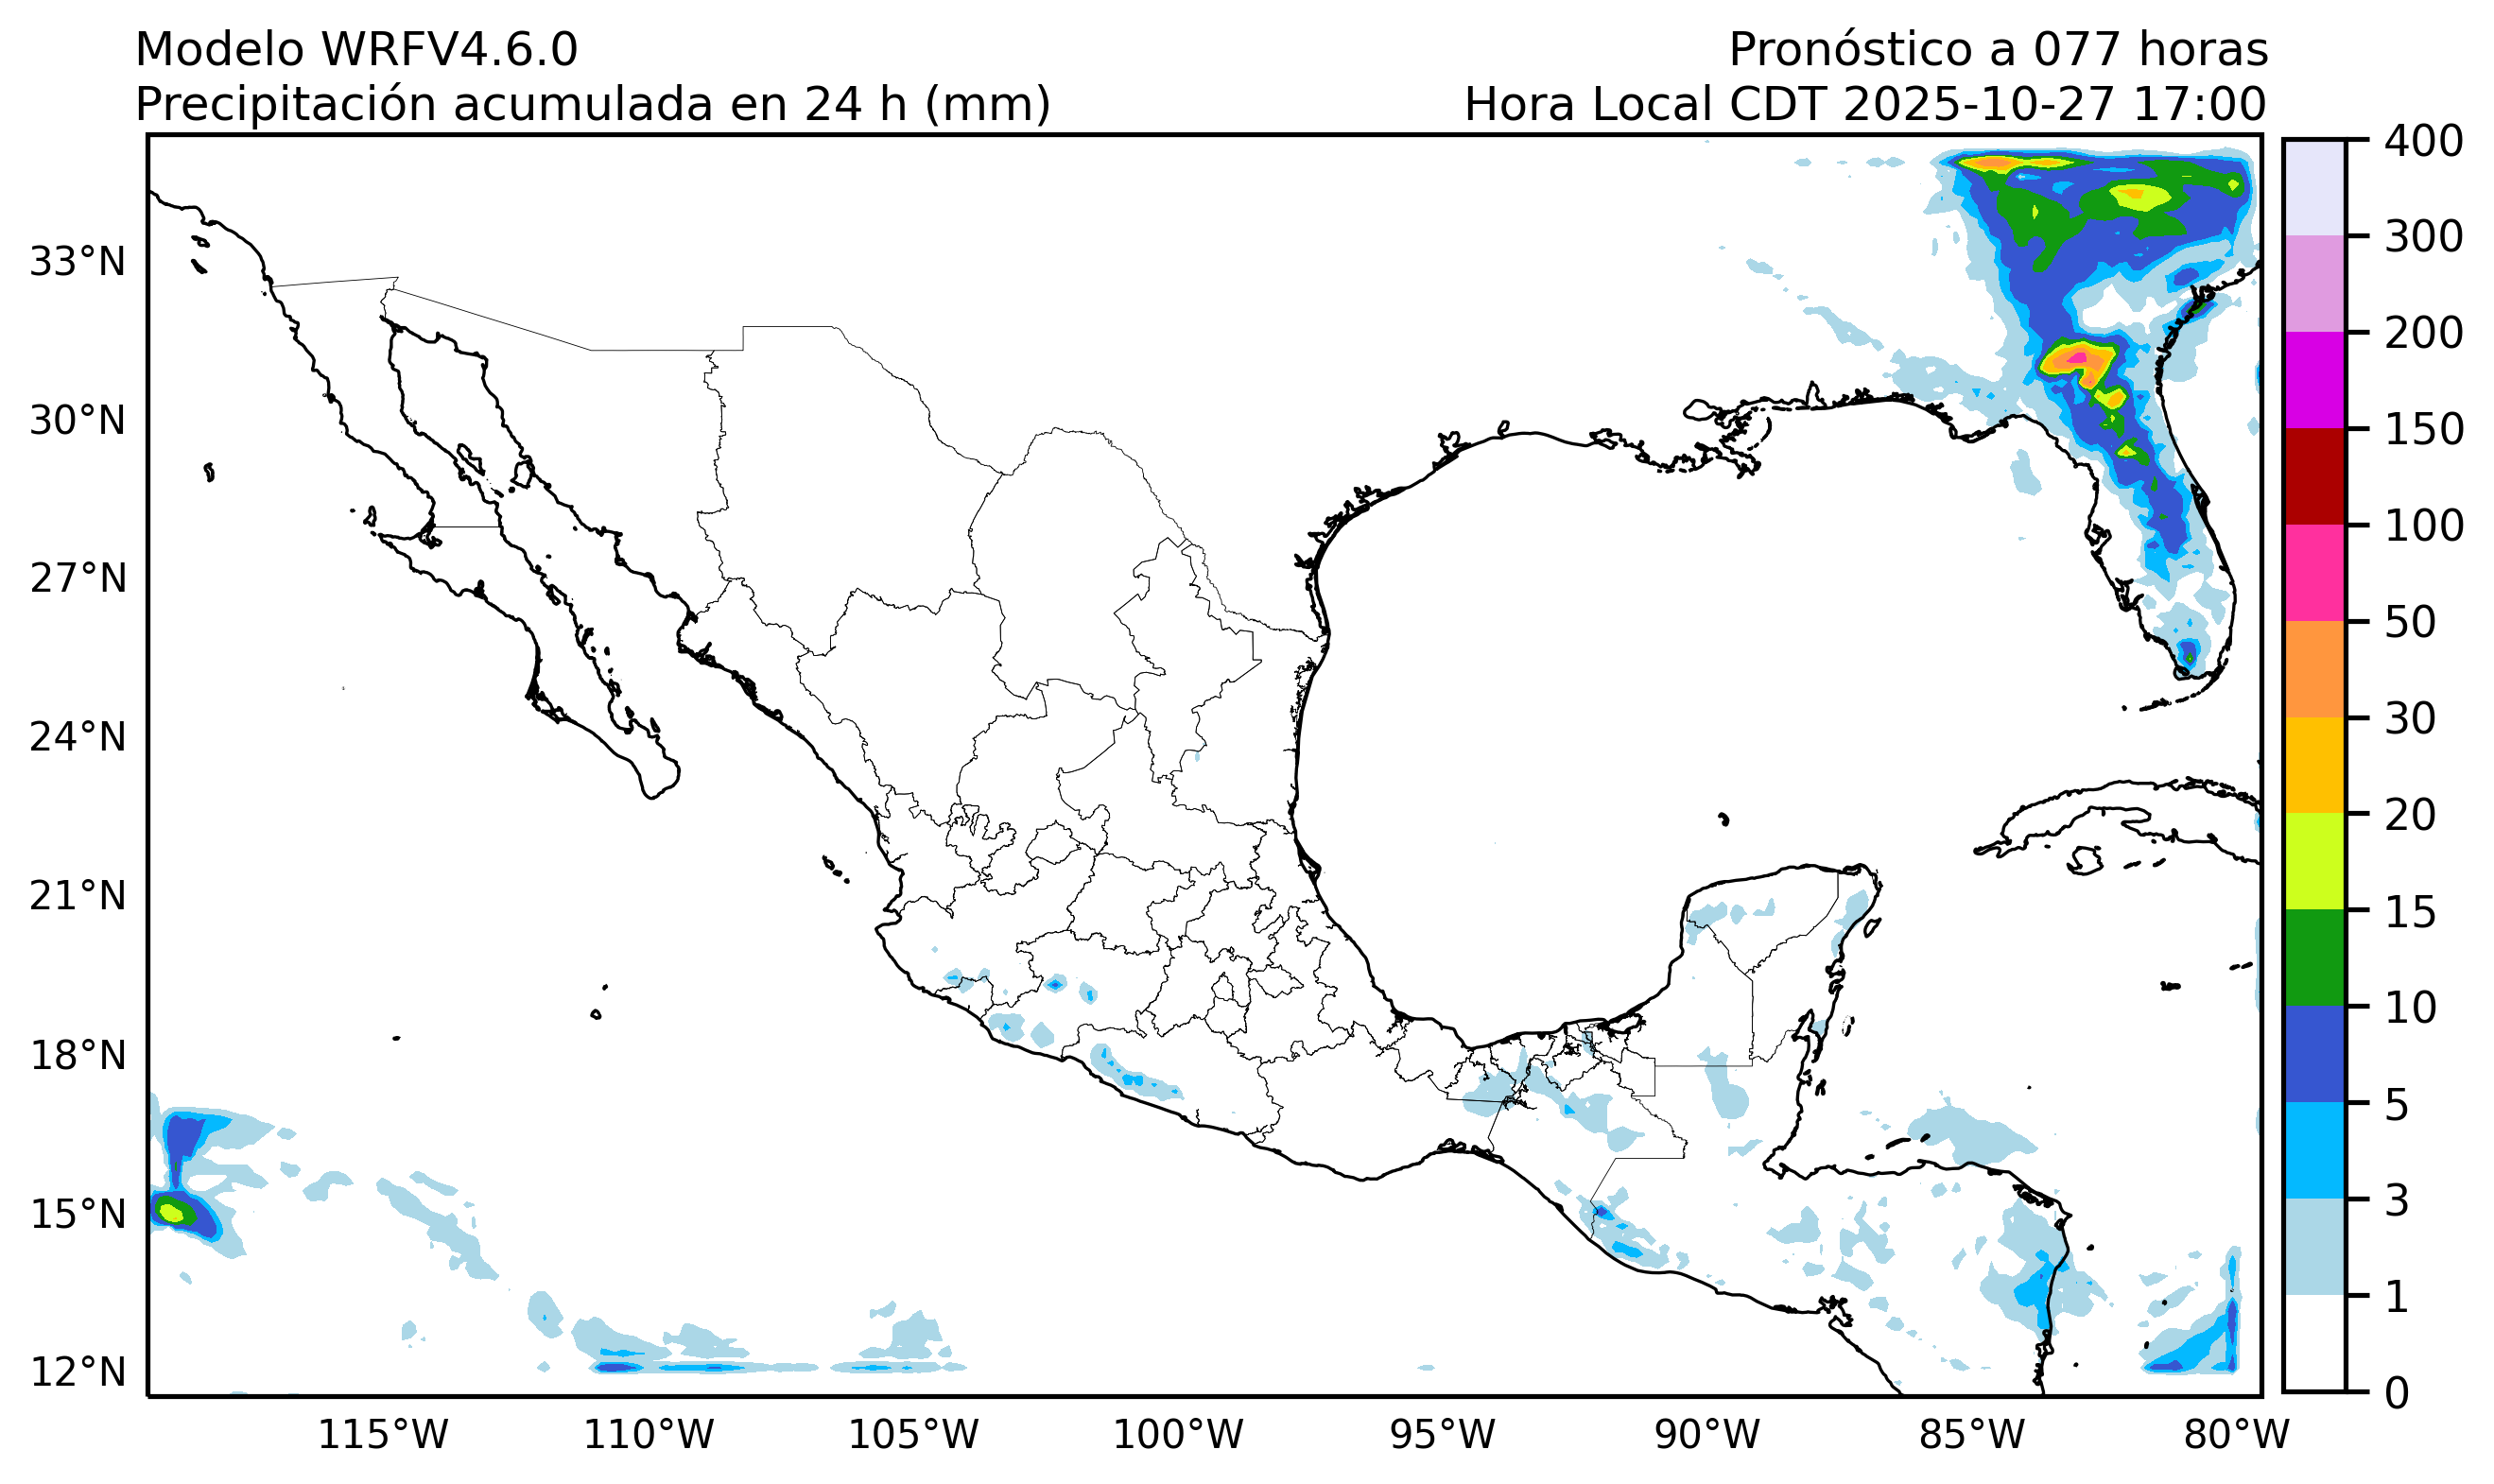 Modelo WRFV4.6.0
Pronóstico a 077 horas
Precipitación acumulada en 24 h (mm)
Hora Local CDT 2025-10-27 17:00
33°N
30°N
27°N
24°N
21°N
18°N
15°N
12°N
115°W
110°W
105°W
100°W
95°W
90°W
85°W
80°W
400
300
200
150
100
50
30
20
15
10
5
3
1
0